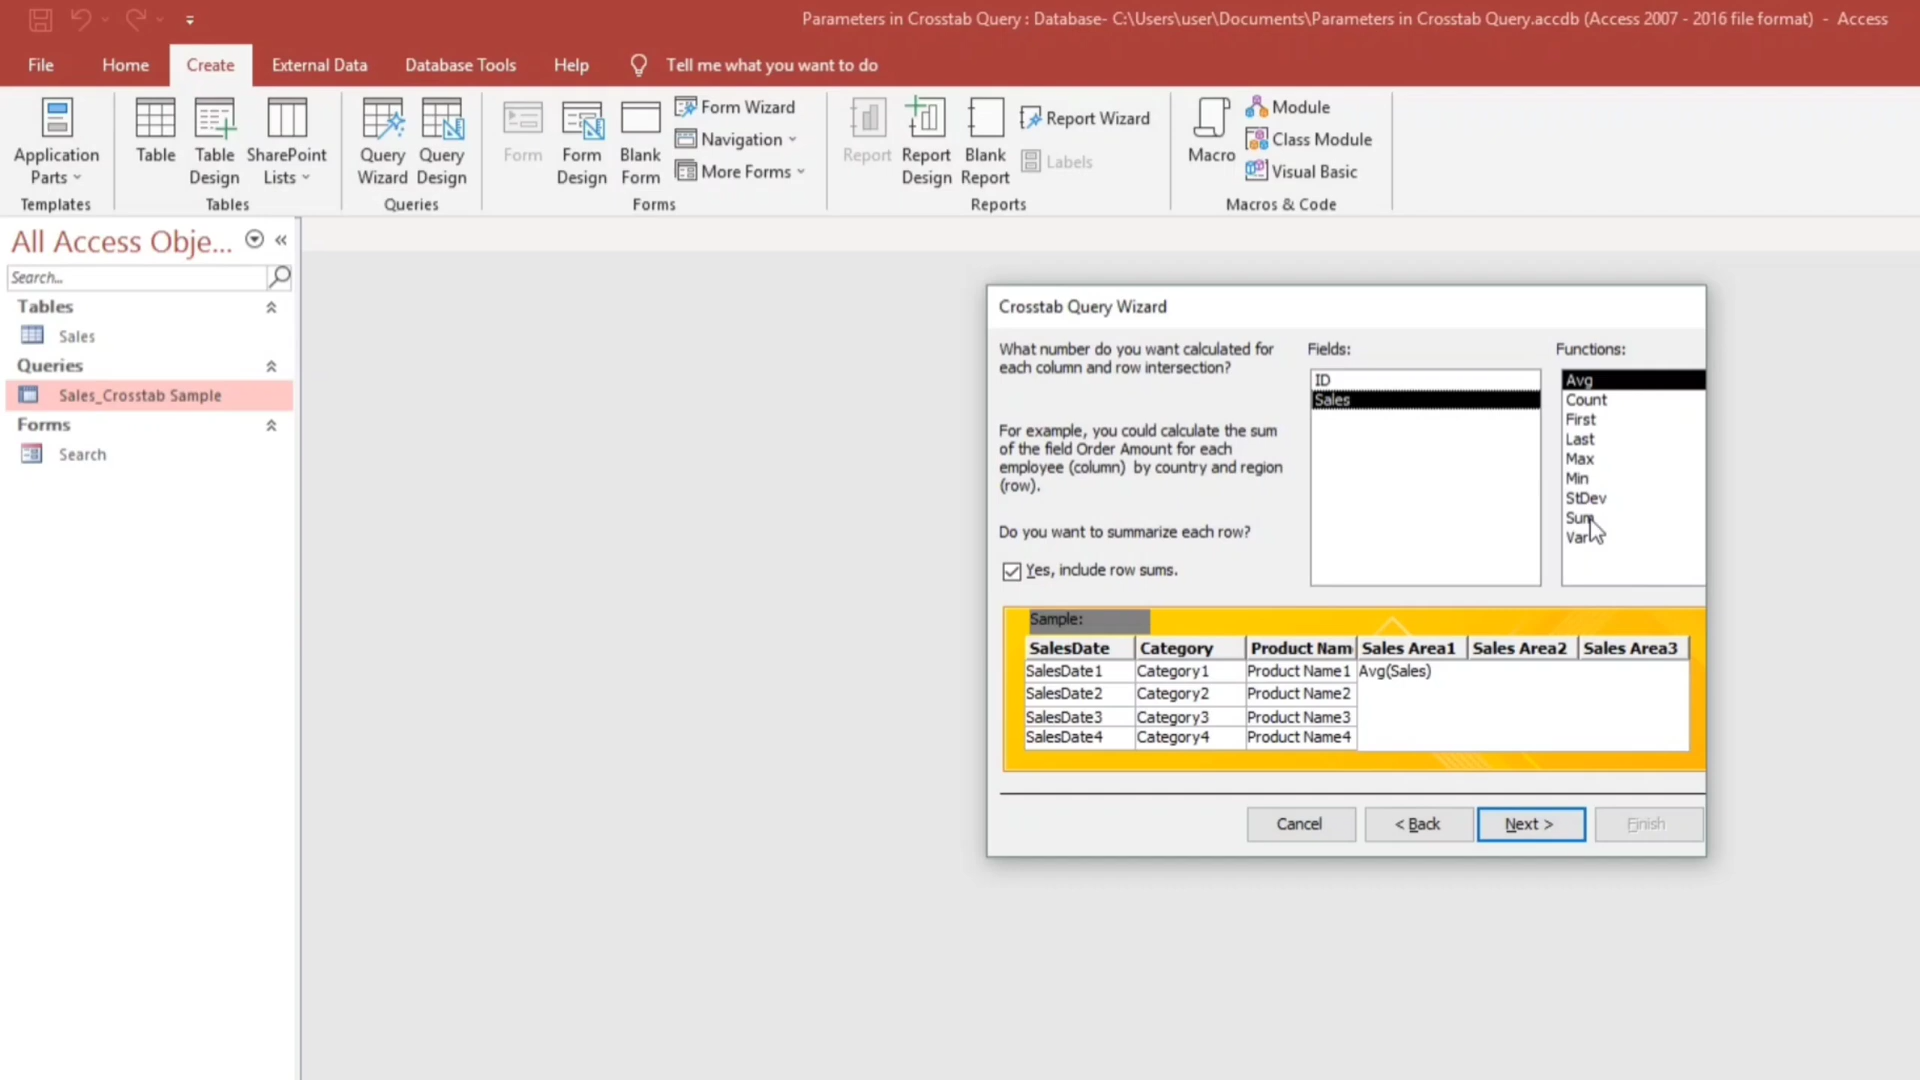 Parameters in Crosstab Query : Database- C:\Users\user\Documents\Parameters in Crosstab Query.accdb (Access 2007 - 2016 file format) - Access
File Home Create External Data Database Tools Help Tell me what you want to do
Application Parts
Templates
Table
Table Design
SharePoint Lists
Tables
Query Wizard
Query Design
Queries
Form
Form Design
Blank Form
Form Wizard
Navigation
More Forms
Forms
Report
Report Design
Blank Report
Report Wizard
Labels
Reports
Macro
Module
Class Module
Visual Basic
Macros & Code
All Access Obje... «
Search...
Tables
Sales
Queries
Sales_Crosstab Sample
Forms
Search
Crosstab Query Wizard
What number do you want calculated for
each column and row intersection?
For example, you could calculate the sum
of the field Order Amount for each
employee (column) by country and region
(row).
Do you want to summarize each row?
Yes, include row sums.
Fields:
ID
Sales
Functions:
Avg
Count
First
Last
Max
Min
StDev
Sum
Var
Sample:
SalesDate Category Product Nam Sales Area1 Sales Area2 Sales Area3
SalesDate1 Category1 Product Name1 Avg(Sales)
SalesDate2 Category2 Product Name2
SalesDate3 Category3 Product Name3
SalesDate4 Category4 Product Name4
Cancel < Back Next > Finish